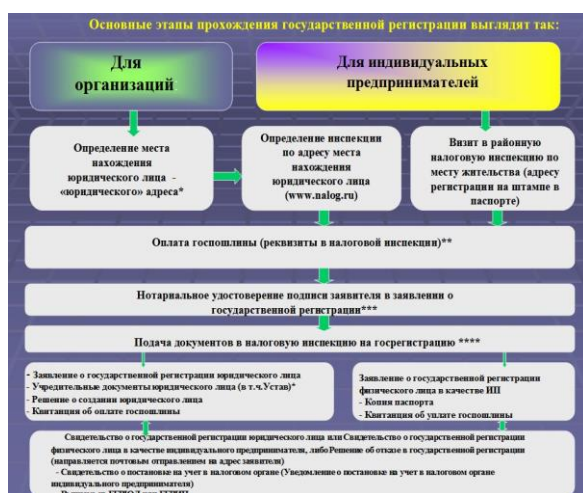 Основные этапы прохождения государственной регистрации выглядят так:
Для
организаций
Для индивидуальных
предпринимателей
Определение места
нахождения
юридического лица -
«юридического» адреса*
Определение инспекции
по адресу места
нахождения
юридического лица
(www.nalog.ru)
Визит в районную
налоговую инспекцию по
месту жительства (адресу
регистрации на штампе в
паспорте)
Оплата госпошлины (реквизиты в налоговой инспекции)**
Нотариальное удостоверение подписи заявителя в заявлении о
государственной регистрации***
Подача документов в налоговую инспекцию на госрегистрацию ****
- Заявление о государственной регистрации юридического лица
- Учредительные документы юридического лица (в т.ч.Устав)*
- Решение о создании юридического лица
- Квитанция об оплате госпошлины
Заявление о государственной регистрации
физического лица в качестве ИП
- Копия паспорта
- Квитанция об уплате госпошлины
Свидетельство о государственной регистрации юридического лица или Свидетельство о государственной регистрации
физического лица в качестве индивидуального предпринимателя, либо Решение об отказе в государственной регистрации
(направляется почтовым отправлением на адрес заявителя)
- Свидетельство о постановке на учет в налоговом органе (Уведомление о постановке на учет в налоговом органе
индивидуального предпринимателя)